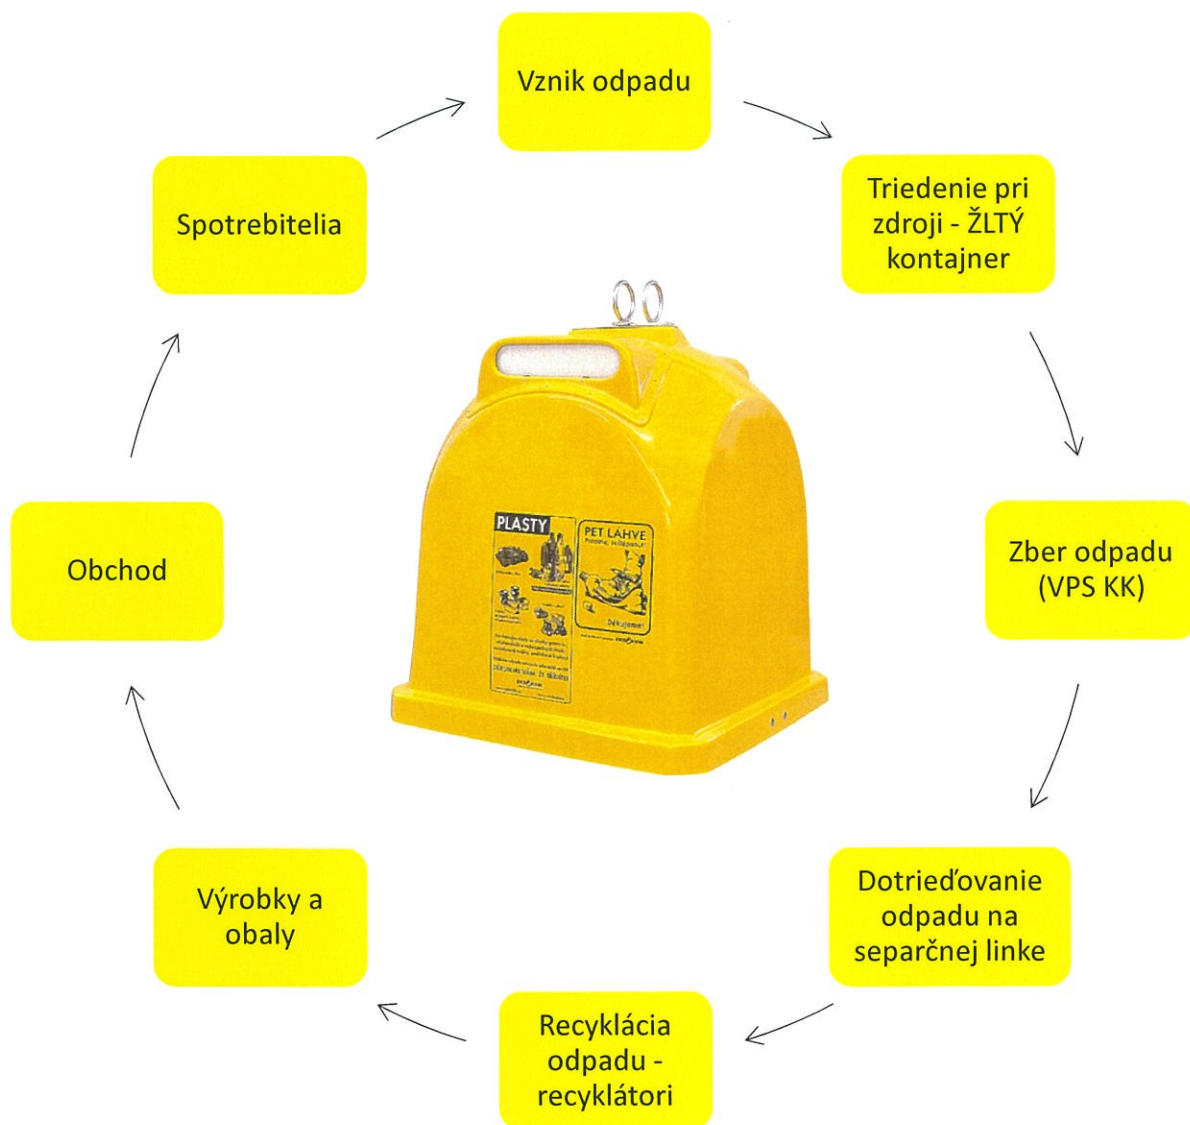 Vznik odpadu
Triedenie pri
zdroji - ŽLTÝ
kontajner
Zber odpadu
(VPS KK)
Dotrieďovanie
odpadu na
separčnej linke
Recyklácia
odpadu -
recyklátori
Výrobky a
obaly
Obchod
Spotrebitelia
PLASTY
PET LÁHVE
Děkujeme!